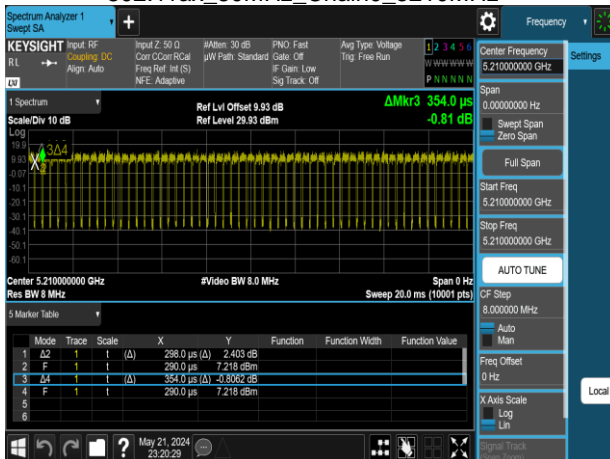 Spectrum Analyzer 1
Swept SA
+
Frequency
KEYSIGHT
Input: RF
Input Z: 50 Ω
#Atten: 30 dB
PNO: Fast
Avg Type: Voltage
1 2 3 4 5 6
RL
Coupling: DC
Corr CCorr RCal
µW Path: Standard
Gate: Off
Trig: Free Run
Align: Auto
Freq Ref: Int (S)
IF Gain: Low
W W W W W W
NFE: Adaptive
Sig Track: Off
P N N N N N
LXI
1 Spectrum
Ref Lvl Offset 9.93 dB
ΔMkr3 354.0 µs
Scale/Div 10 dB
Ref Level 29.93 dBm
-0.81 dB
Log
19.9
9.93
-0.07
-10.1
-20.1
-30.1
-40.1
-50.1
-60.1
3Δ4
X
Center 5.210000000 GHz
#Video BW 8.0 MHz
Span 0 Hz
Res BW 8 MHz
Sweep 20.0 ms (10001 pts)
5 Marker Table
Mode Trace Scale X Y Function Function Width Function Value
1 Δ2 1 t (Δ) 298.0 µs (Δ) 2.403 dB
2 F 1 t 290.0 µs 7.218 dBm
3 Δ4 1 t (Δ) 354.0 µs (Δ) -0.8062 dB
4 F 1 t 290.0 µs 7.218 dBm
5
6
?
May 21, 2024
23:20:29
Center Frequency
5.210000000 GHz
Settings
Span
0.00000000 Hz
Swept Span
Zero Span
Full Span
Start Freq
5.210000000 GHz
Stop Freq
5.210000000 GHz
AUTO TUNE
CF Step
8.000000 MHz
Auto
Man
Freq Offset
0 Hz
X Axis Scale
Log
Lin
Local
Signal Track
(Span Zoom)